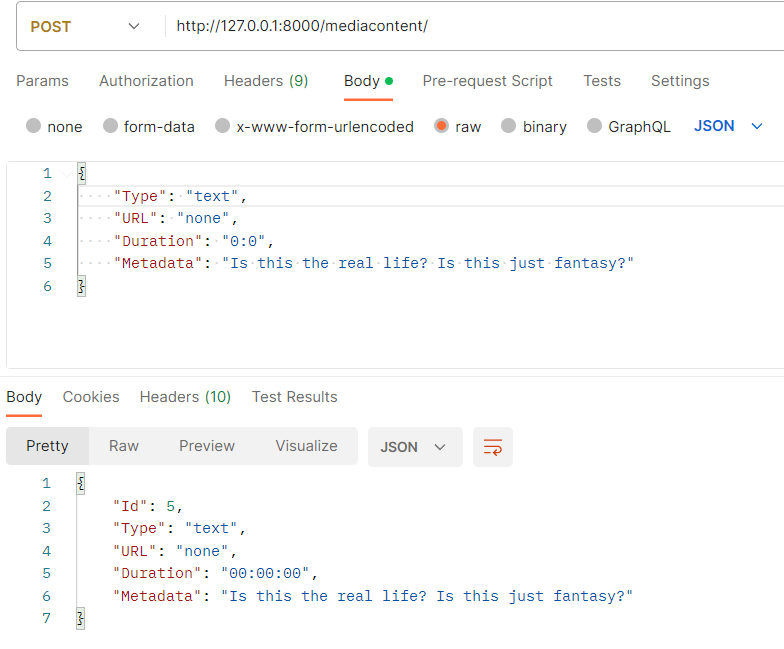 POST http://127.0.0.1:8000/mediacontent/
Params Authorization Headers (9) Body Pre-request Script Tests Settings
none form-data x-www-form-urlencoded raw binary GraphQL JSON
1 {
2 "Type": "text",
3 "URL": "none",
4 "Duration": "0:0",
5 "Metadata": "Is this the real life? Is this just fantasy?"
6 }
Body Cookies Headers (10) Test Results
Pretty Raw Preview Visualize JSON
1 {
2 "Id": 5,
3 "Type": "text",
4 "URL": "none",
5 "Duration": "00:00:00",
6 "Metadata": "Is this the real life? Is this just fantasy?"
7 }